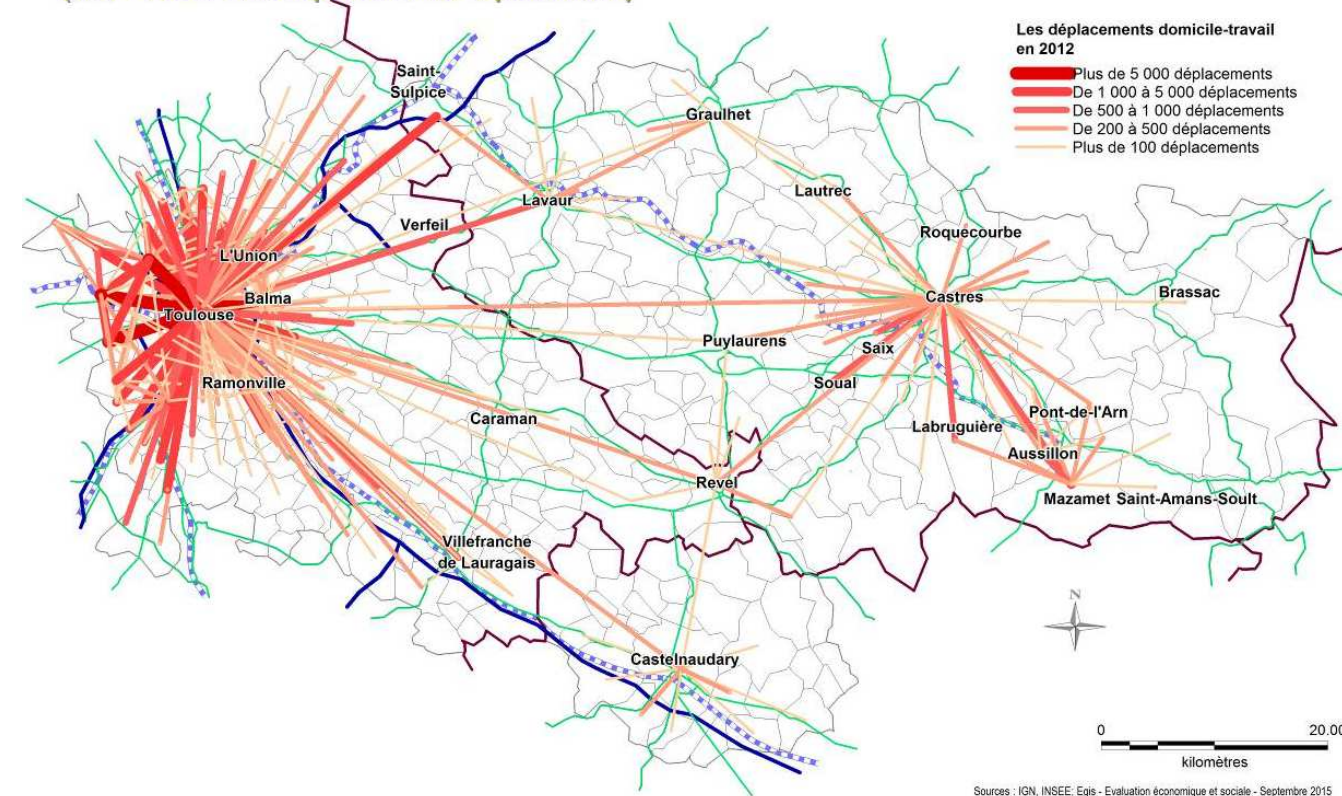 Les déplacements domicile-travail
en 2012
Plus de 5 000 déplacements
De 1 000 à 5 000 déplacements
De 500 à 1 000 déplacements
De 200 à 500 déplacements
Plus de 100 déplacements
Saint-
Sulpice
Graulhet
Lautrec
Lavaur
Verfeil
Roquecourbe
L'Union
Balma
Castres
Brassac
Toulouse
Puylaurens
Saïx
Ramonville
Soual
Caraman
Pont-de-l'Arn
Labruguière
Aussillon
Revel
Mazamet Saint-Amans-Soult
Villefranche
de Lauragais
N
Castelnaudary
0 20.00
kilomètres
Sources : IGN, INSEE; Egis - Evaluation économique et sociale - Septembre 2015